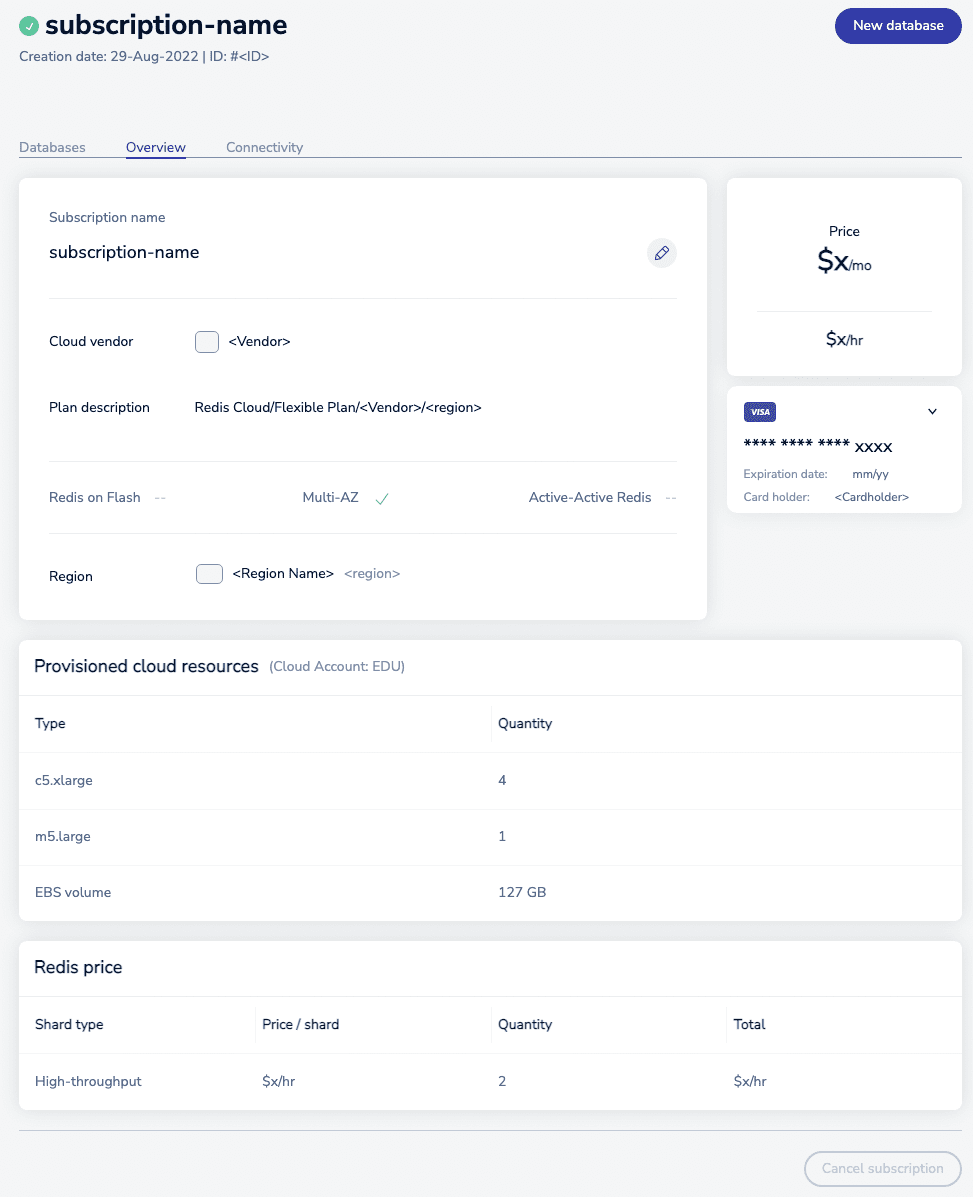 subscription-name
New database
Creation date: 29-Aug-2022 | ID: #<ID>
Databases Overview Connectivity
Subscription name
subscription-name
Cloud vendor <Vendor>
Plan description Redis Cloud/Flexible Plan/<Vendor>/<region>
Redis on Flash -- Multi-AZ Active-Active Redis --
Region <Region Name> <region>
Price
$x/mo
$x/hr
VISA
**** **** **** xxxx
Expiration date: mm/yy
Card holder: <Cardholder>
Provisioned cloud resources (Cloud Account: EDU)
Type Quantity
c5.xlarge 4
m5.large 1
EBS volume 127 GB
Redis price
Shard type Price / shard Quantity Total
High-throughput $x/hr 2 $x/hr
Cancel subscription